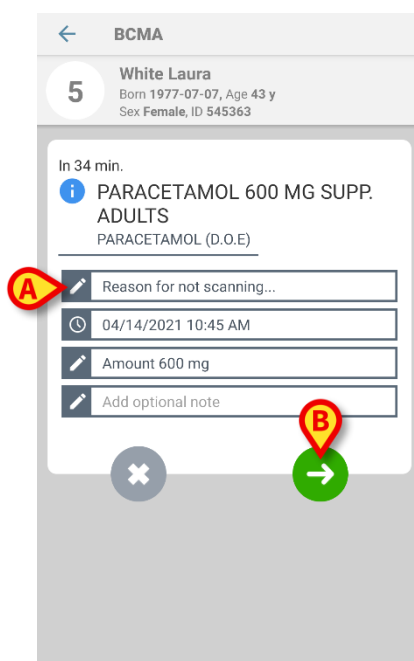 BCMA
5
White Laura
Born 1977-07-07, Age 43 y
Sex Female, ID 545363
In 34 min.
i
PARACETAMOL 600 MG SUPP.
ADULTS
PARACETAMOL (D.O.E)
A
Reason for not scanning...
04/14/2021 10:45 AM
Amount 600 mg
Add optional note
B